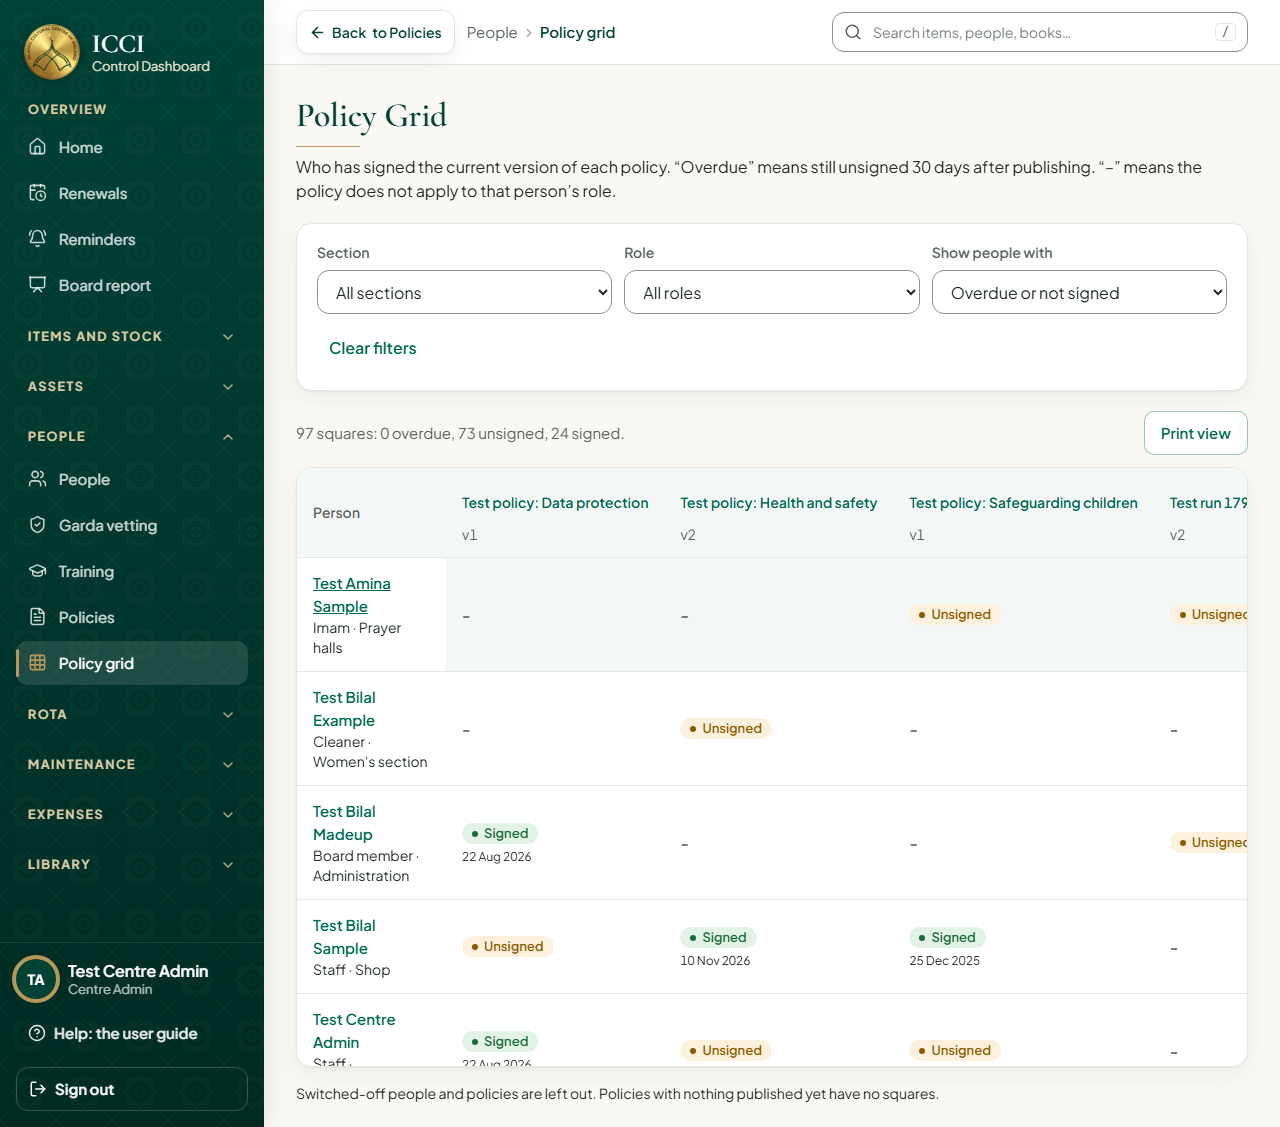 ICCI
Control Dashboard
OVERVIEW
Home
Renewals
Reminders
Board report
ITEMS AND STOCK
ASSETS
PEOPLE
People
Garda vetting
Training
Policies
Policy grid
ROTA
MAINTENANCE
EXPENSES
LIBRARY
TA
Test Centre Admin
Centre Admin
Help: the user guide
Sign out
Back to Policies
People › Policy grid
Search items, people, books…
/
Policy Grid
Who has signed the current version of each policy. “Overdue” means still unsigned 30 days after publishing. “–” means the
policy does not apply to that person’s role.
Section
Role
Show people with
All sections
All roles
Overdue or not signed
Clear filters
97 squares: 0 overdue, 73 unsigned, 24 signed.
Print view
Person
Test policy: Data protection
v1
Test policy: Health and safety
v2
Test policy: Safeguarding children
v1
Test run 179
v2
Test Amina
Sample
Imam · Prayer
halls
–
–
Unsigned
Unsigned
Test Bilal
Example
Cleaner ·
Women's section
–
Unsigned
–
–
Test Bilal
Madeup
Board member ·
Administration
Signed
22 Aug 2026
–
–
Unsigned
Test Bilal
Sample
Staff · Shop
Unsigned
Signed
10 Nov 2026
Signed
25 Dec 2025
–
Test Centre
Admin
Staff ·
Signed
22 Aug 2026
Unsigned
Unsigned
–
Switched-off people and policies are left out. Policies with nothing published yet have no squares.